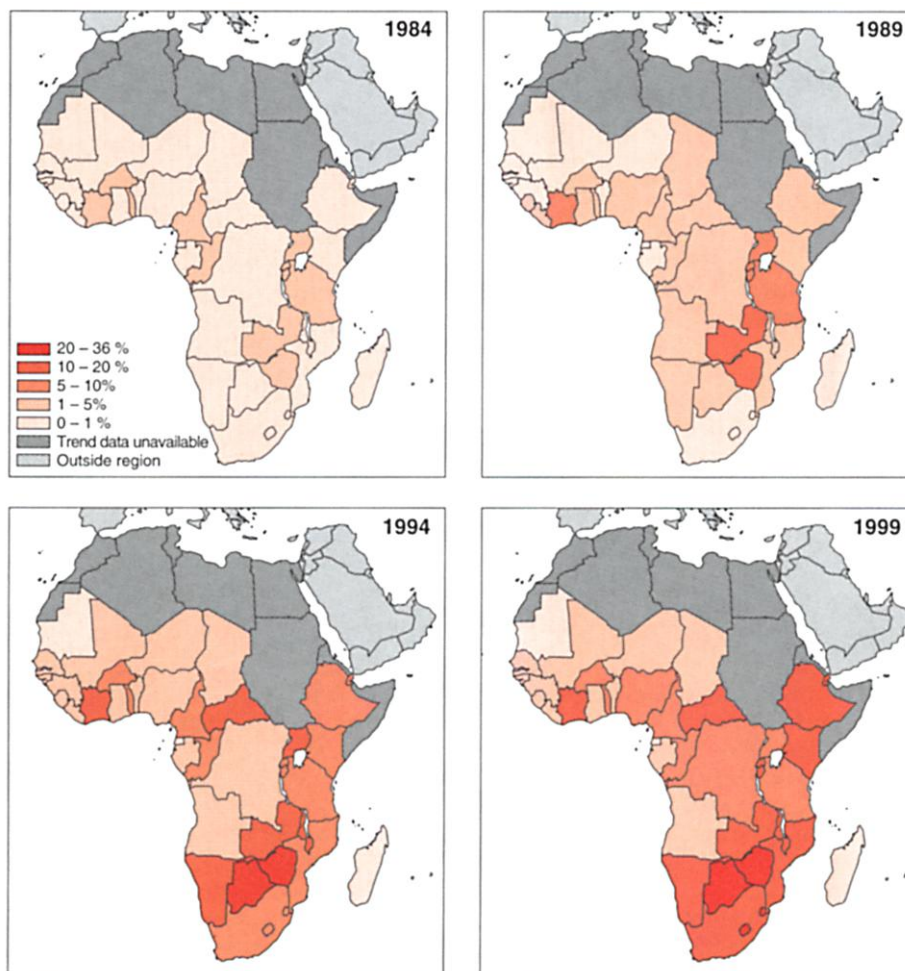 1984
1989
20 – 36 %
10 – 20 %
5 – 10%
1 – 5%
0 – 1 %
Trend data unavailable
Outside region
1994
1999